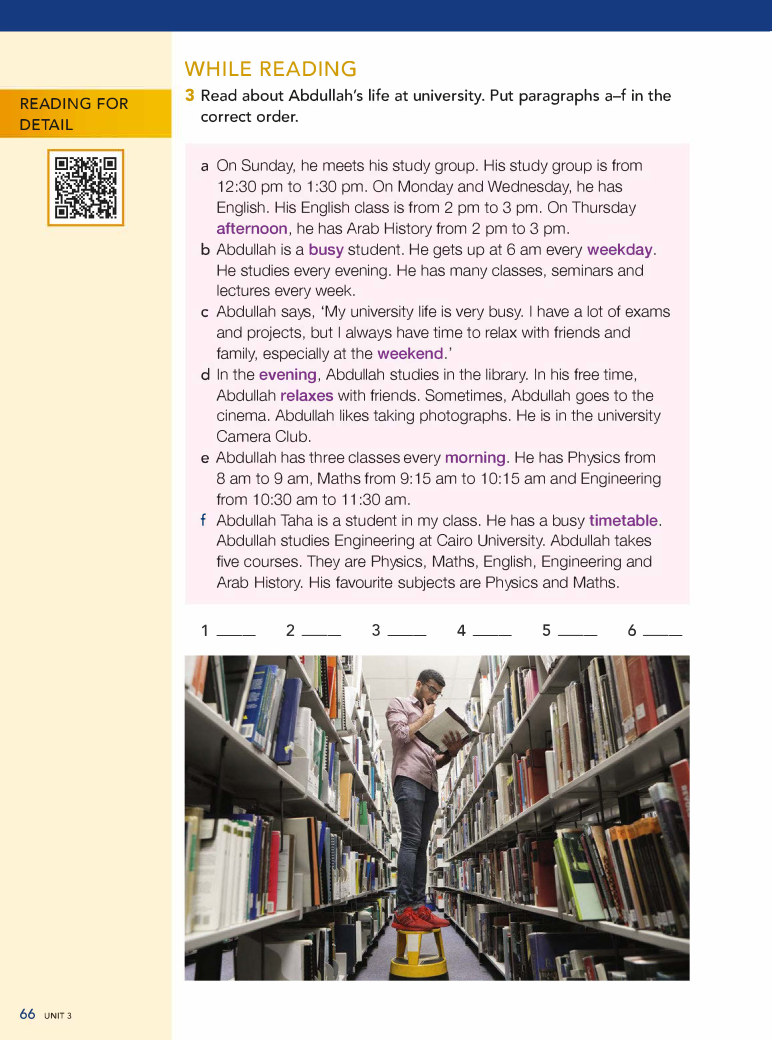 WHILE READING
READING FOR
DETAIL
3 Read about Abdullah's life at university. Put paragraphs a–f in the
correct order.
a On Sunday, he meets his study group. His study group is from
12:30 pm to 1:30 pm. On Monday and Wednesday, he has
English. His English class is from 2 pm to 3 pm. On Thursday
afternoon, he has Arab History from 2 pm to 3 pm.
b Abdullah is a busy student. He gets up at 6 am every weekday.
He studies every evening. He has many classes, seminars and
lectures every week.
c Abdullah says, 'My university life is very busy. I have a lot of exams
and projects, but I always have time to relax with friends and
family, especially at the weekend.'
d In the evening, Abdullah studies in the library. In his free time,
Abdullah relaxes with friends. Sometimes, Abdullah goes to the
cinema. Abdullah likes taking photographs. He is in the university
Camera Club.
e Abdullah has three classes every morning. He has Physics from
8 am to 9 am, Maths from 9:15 am to 10:15 am and Engineering
from 10:30 am to 11:30 am.
f Abdullah Taha is a student in my class. He has a busy timetable.
Abdullah studies Engineering at Cairo University. Abdullah takes
five courses. They are Physics, Maths, English, Engineering and
Arab History. His favourite subjects are Physics and Maths.
1 _____ 2 _____ 3 _____ 4 _____ 5 _____ 6 _____
66 UNIT 3